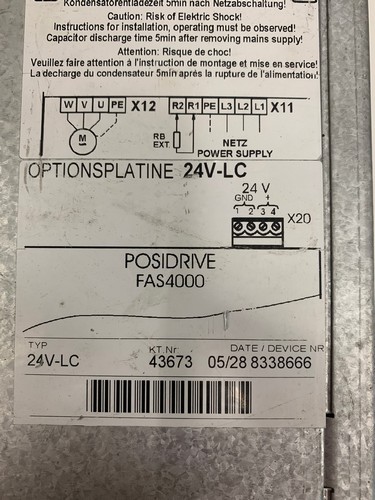 Kondensatorentladezeit 5min nach Netzabschaltung!
Caution: Risk of Elektric Shock!
Instructions for installation, operating must be observed!
Capacitor discharge time 5min after removing mains supply!
Attention: Risque de choc!
Veuillez faire attention à l'instruction de montage et mise en service!
La decharge du condensateur 5min après la rupture de l'alimentation!
W V U PE X12 R2 R1 PE L3 L2 L1 X11
M
RB
EXT.
NETZ
POWER SUPPLY
OPTIONSPLATINE 24V-LC
24 V
GND +
1 2 3 4
X20
POSIDRIVE
FAS4000
TYP KT.Nr. DATE / DEVICE NR
24V-LC 43673 05/28 8338666